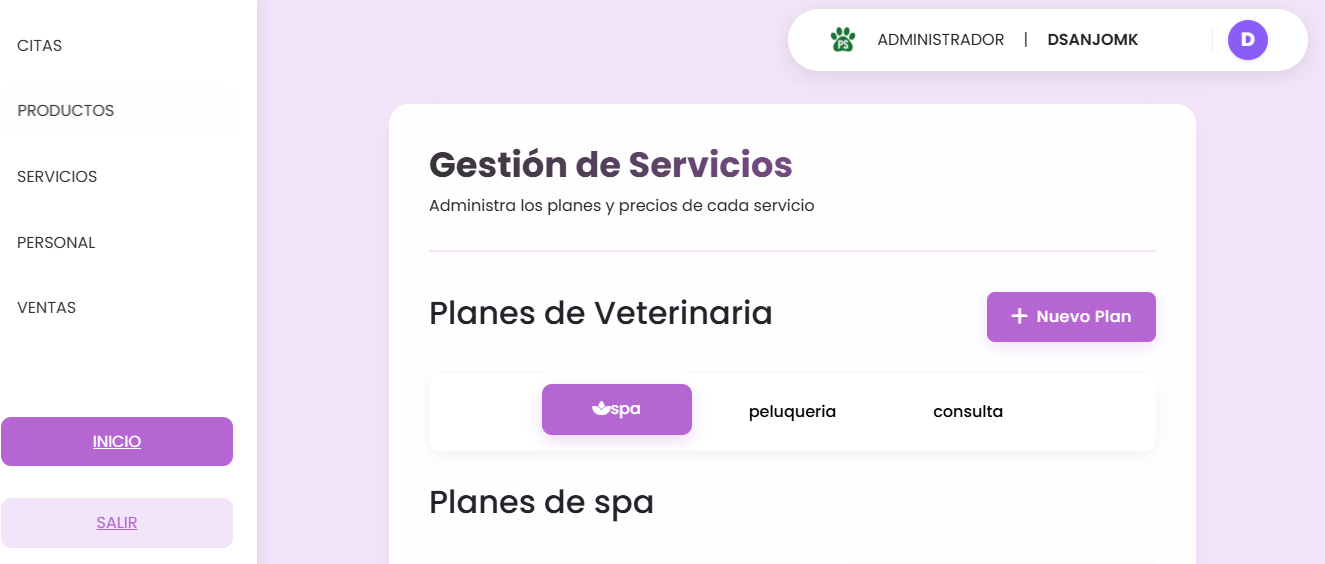 CITAS
PRODUCTOS
SERVICIOS
PERSONAL
VENTAS
INICIO
SALIR
PS ADMINISTRADOR | DSANJOMK D
Gestión de Servicios
Administra los planes y precios de cada servicio
Planes de Veterinaria
+ Nuevo Plan
spa peluqueria consulta
Planes de spa